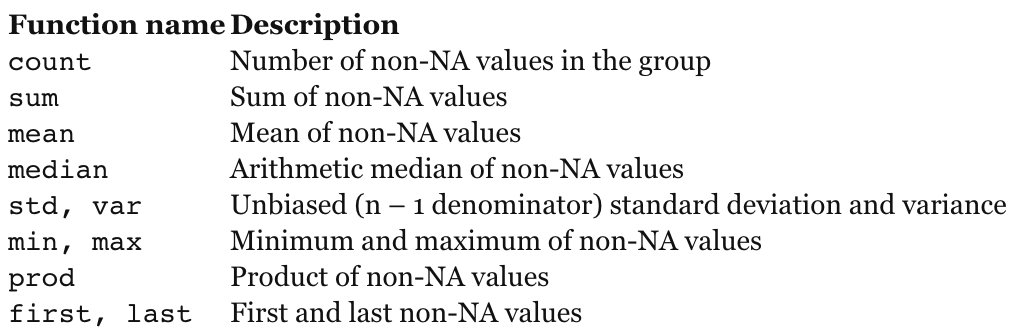 Function name Description
count Number of non-NA values in the group
sum Sum of non-NA values
mean Mean of non-NA values
median Arithmetic median of non-NA values
std, var Unbiased (n – 1 denominator) standard deviation and variance
min, max Minimum and maximum of non-NA values
prod Product of non-NA values
first, last First and last non-NA values